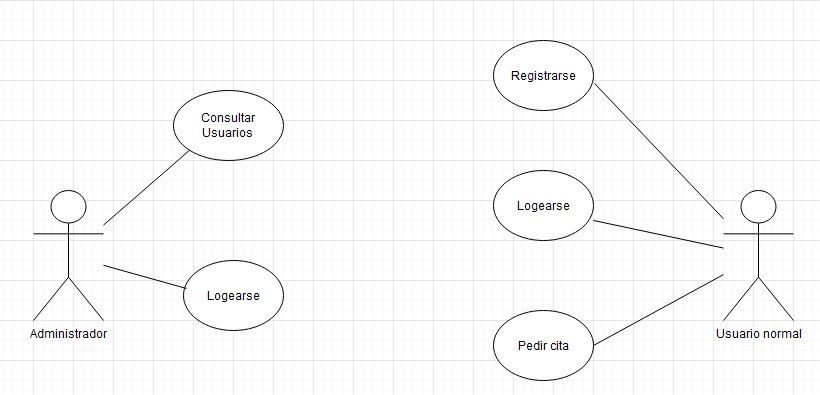 Registrarse
Consultar
Usuarios
Logearse
Logearse
Administrador
Usuario normal
Pedir cita